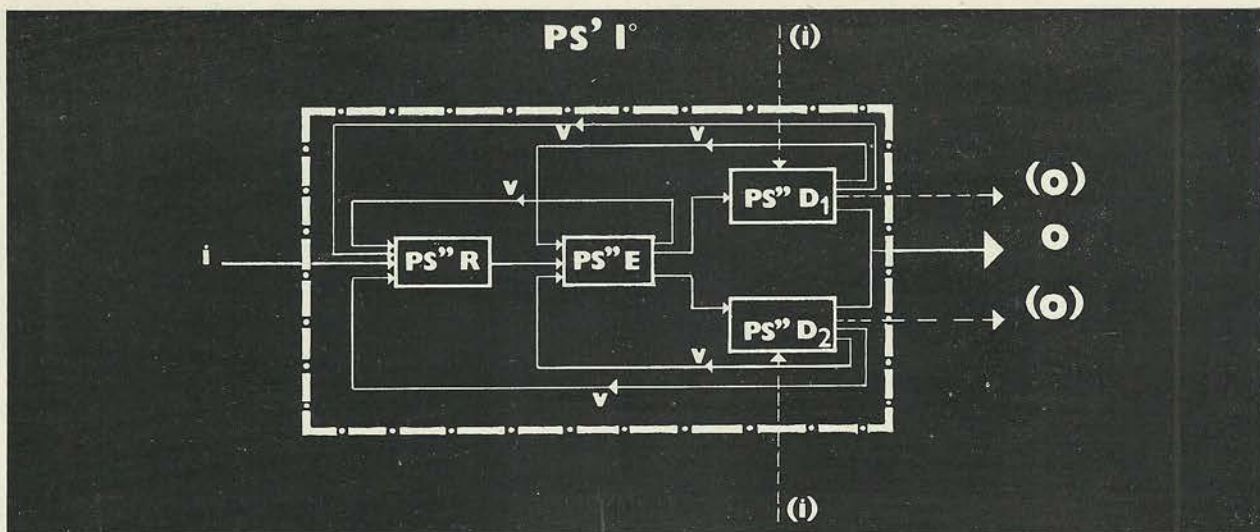 PS’ I°
(i)
v
v
v
i
PS” R
PS” E
PS” D1
PS” D2
(o)
o
(o)
v
v
(i)